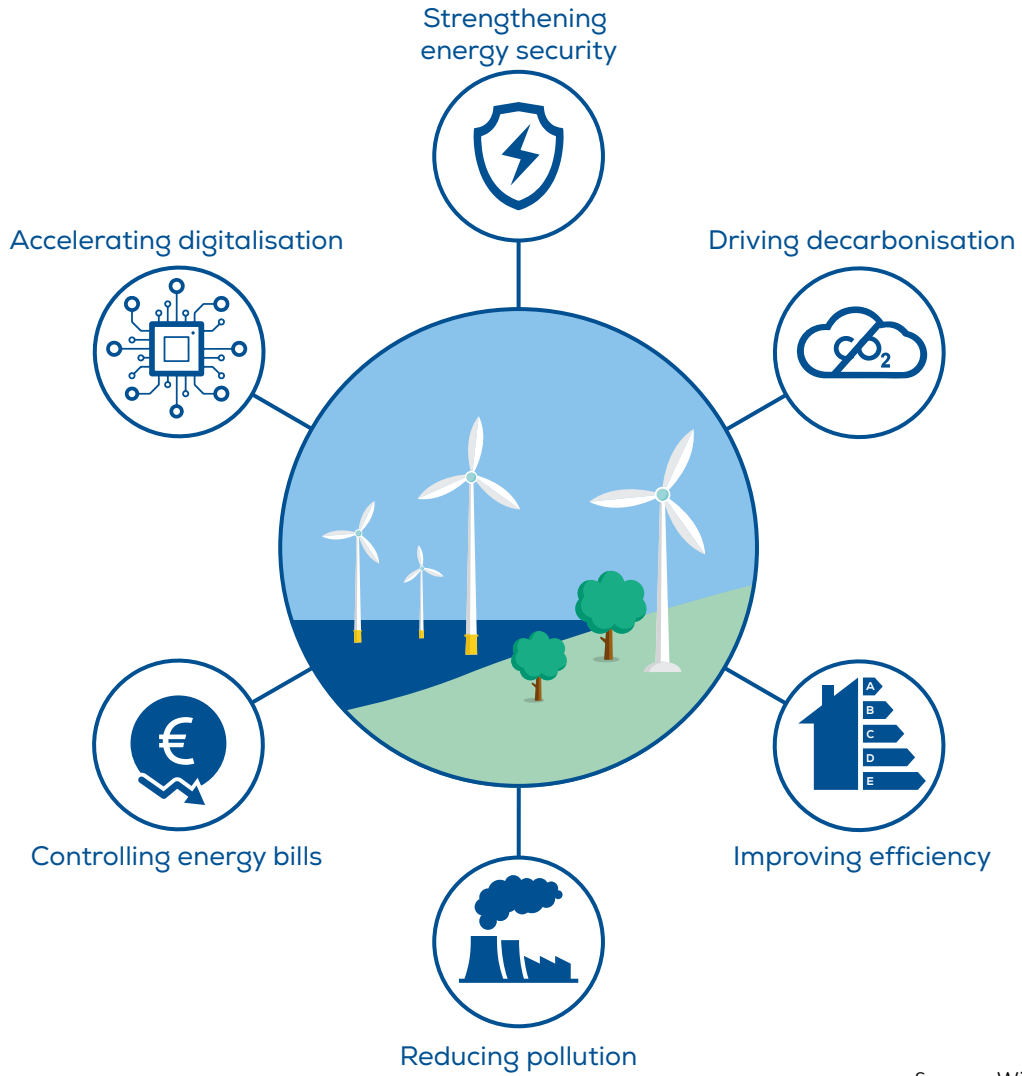 Strengthening
energy security
Accelerating digitalisation
Driving decarbonisation
CO2
€
A
B
C
D
E
Controlling energy bills
Improving efficiency
Reducing pollution